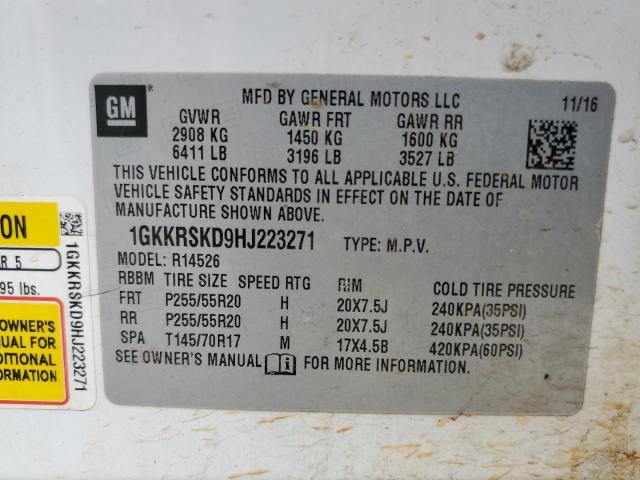 GM ®
MFD BY GENERAL MOTORS LLC 11/16
GVWR GAWR FRT GAWR RR
2908 KG 1450 KG 1600 KG
6411 LB 3196 LB 3527 LB
THIS VEHICLE CONFORMS TO ALL APPLICABLE U.S. FEDERAL MOTOR
VEHICLE SAFETY STANDARDS IN EFFECT ON THE DATE OF
MANUFACTURE SHOWN ABOVE.
1GKKRSKD9HJ223271 TYPE: M.P.V.
MODEL: R14526
RBBM TIRE SIZE SPEED RTG RIM COLD TIRE PRESSURE
FRT P255/55R20 H 20X7.5J 240KPA(35PSI)
RR P255/55R20 H 20X7.5J 240KPA(35PSI)
SPA T145/70R17 M 17X4.5B 420KPA(60PSI)
SEE OWNER'S MANUAL i FOR MORE INFORMATION.
ON
R 5
95 lbs.
OWNER'S
UAL FOR
DITIONAL
ORMATION
1GKKRSKD9HJ223271